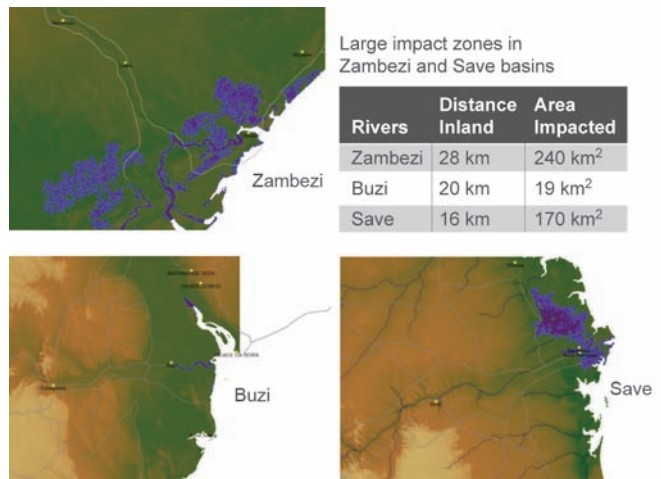 Large impact zones in
Zambezi and Save basins
Rivers Distance Inland Area Impacted
Zambezi 28 km 240 km²
Buzi 20 km 19 km²
Save 16 km 170 km²
Zambezi
Buzi
Save